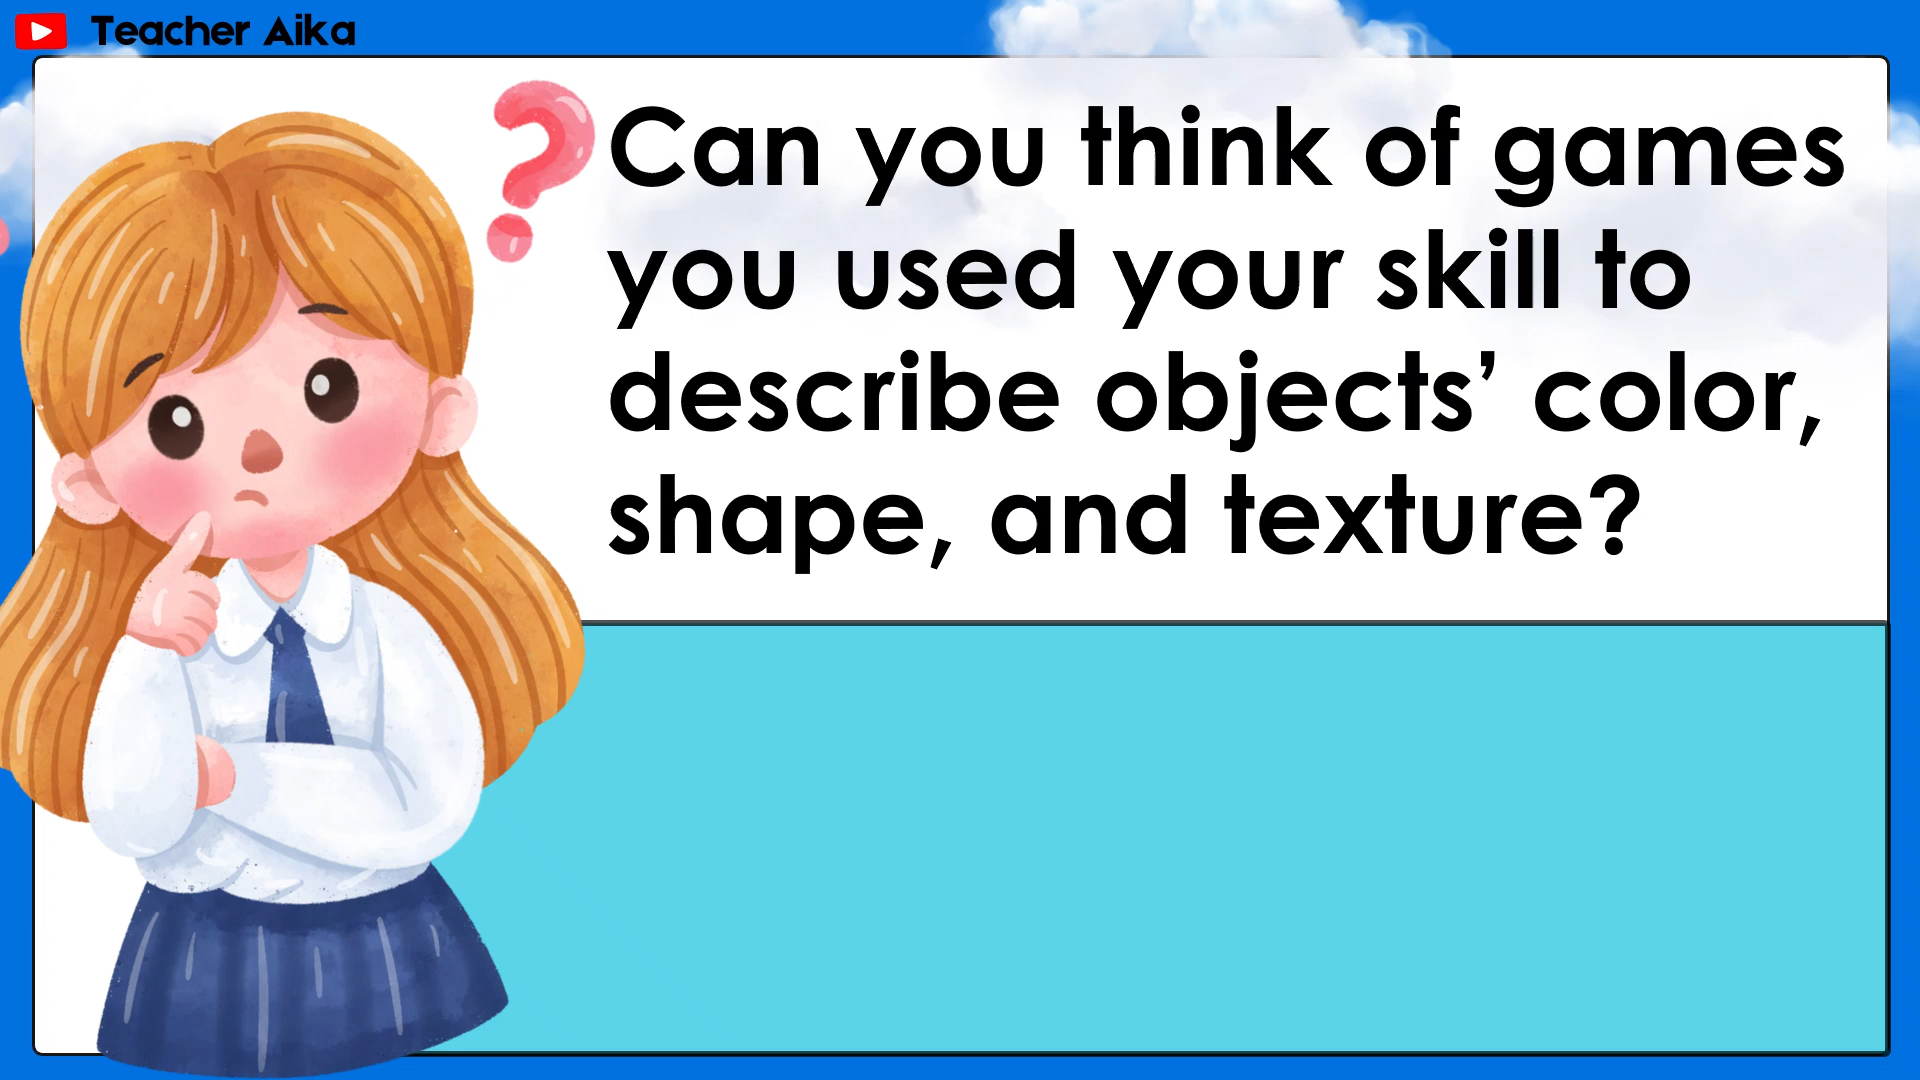 Teacher Aika
Can you think of games
you used your skill to
describe objects’ color,
shape, and texture?